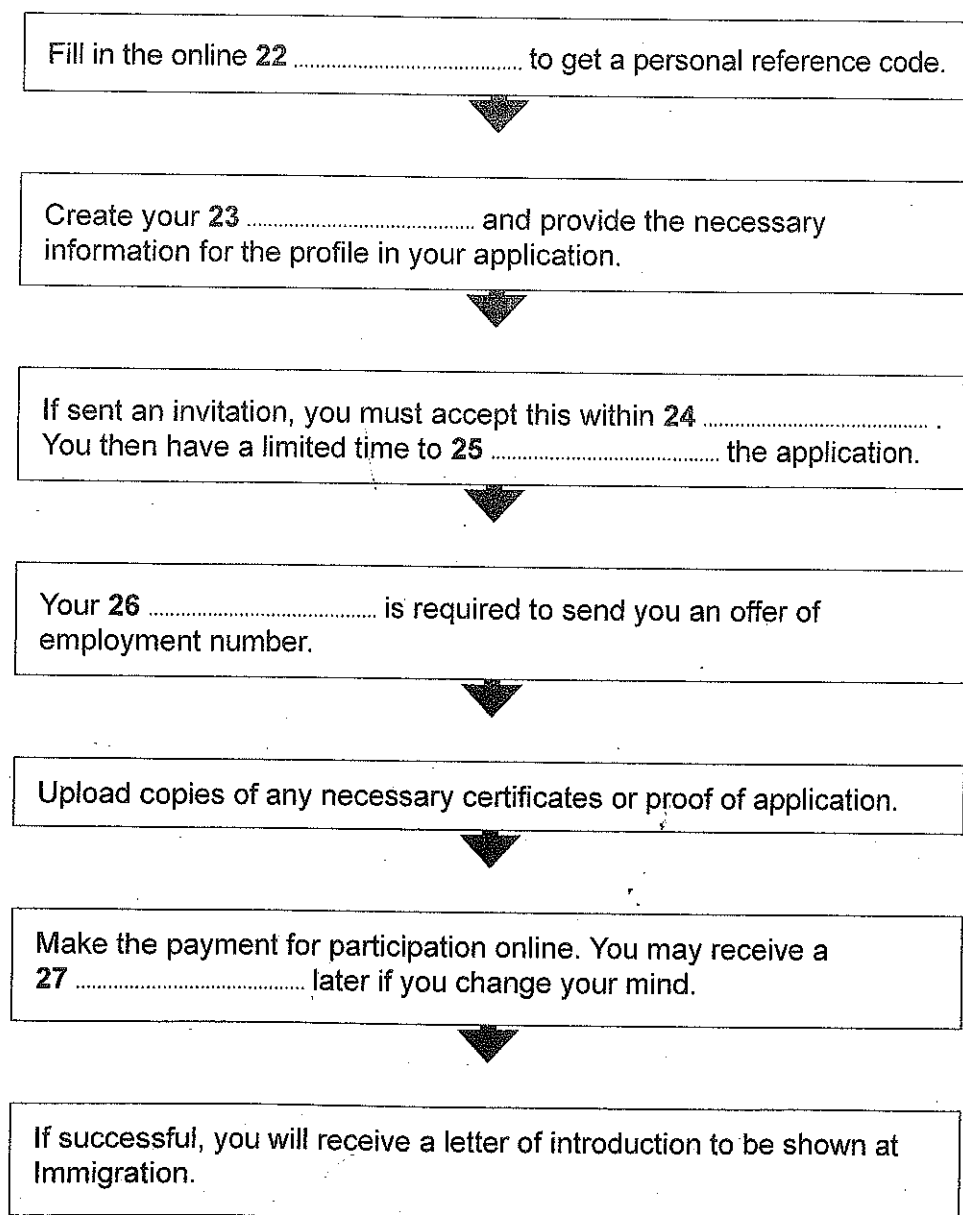 Fill in the online 22 ........................................ to get a personal reference code.
Create your 23 ........................................ and provide the necessary
information for the profile in your application.
If sent an invitation, you must accept this within 24 ........................................ .
You then have a limited time to 25 ........................................ the application.
Your 26 ........................................ is required to send you an offer of
employment number.
Upload copies of any necessary certificates or proof of application.
Make the payment for participation online. You may receive a
27 ........................................ later if you change your mind.
If successful, you will receive a letter of introduction to be shown at
Immigration.